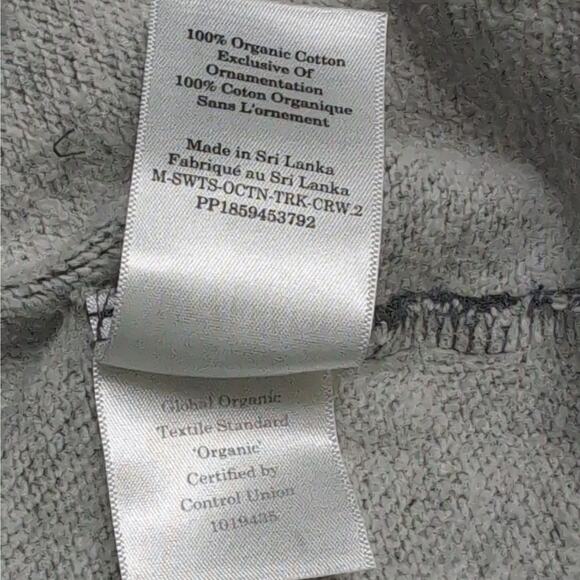 100% Organic Cotton
Exclusive Of
Ornamentation
100% Coton Organique
Sans L'ornement
Made in Sri Lanka
Fabriqué au Sri Lanka
M-SWTS-OCTN-TRK-CRW.2
PP1859453792
Global Organic
Textile Standard
'Organic'
Certified by
Control Union
1019435